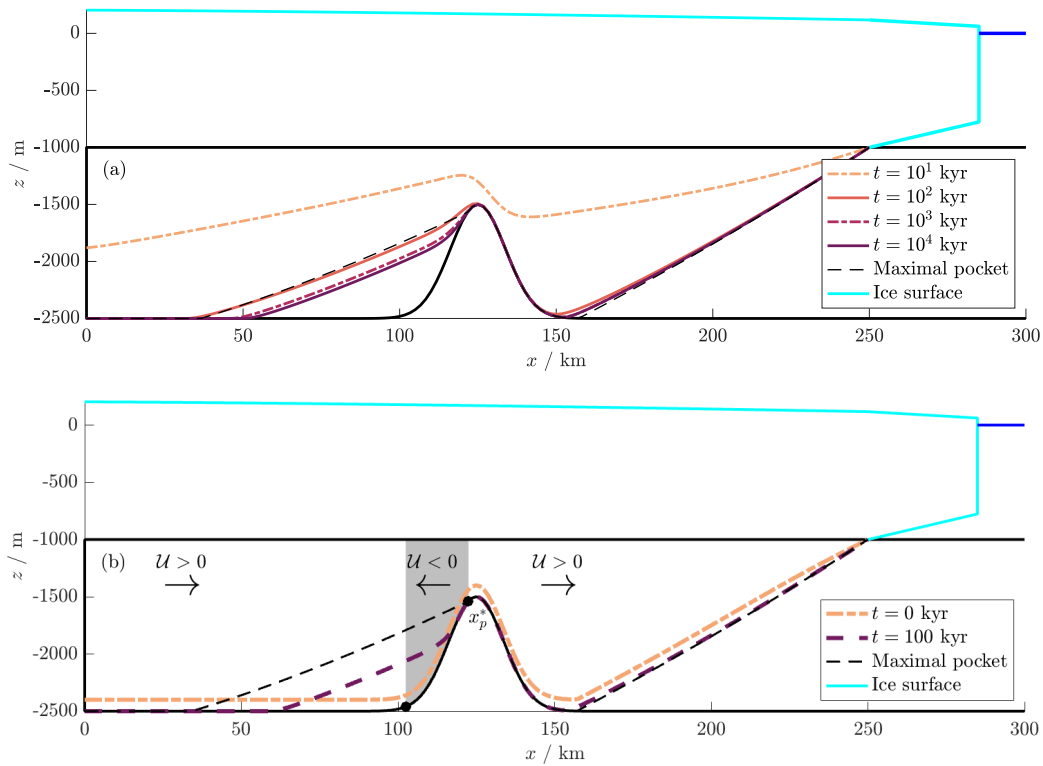 0
-500
-1000
-1500
-2000
-2500
z / m
(a)
t = 10¹ kyr
t = 10² kyr
t = 10³ kyr
t = 10⁴ kyr
Maximal pocket
Ice surface
0 50 100 150 200 250 300
x / km
0
-500
-1000
-1500
-2000
-2500
z / m
(b)
𝒰 > 0
𝒰 < 0
𝒰 > 0
x*ₚ
t = 0 kyr
t = 100 kyr
Maximal pocket
Ice surface
0 50 100 150 200 250 300
x / km